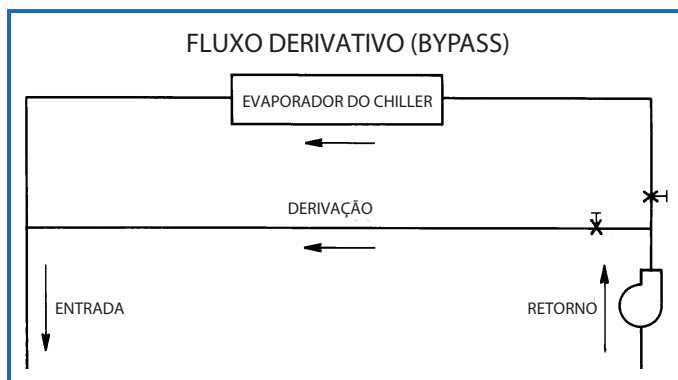 FLUXO DERIVATIVO (BYPASS)
EVAPORADOR DO CHILLER
DERIVAÇÃO
ENTRADA
RETORNO